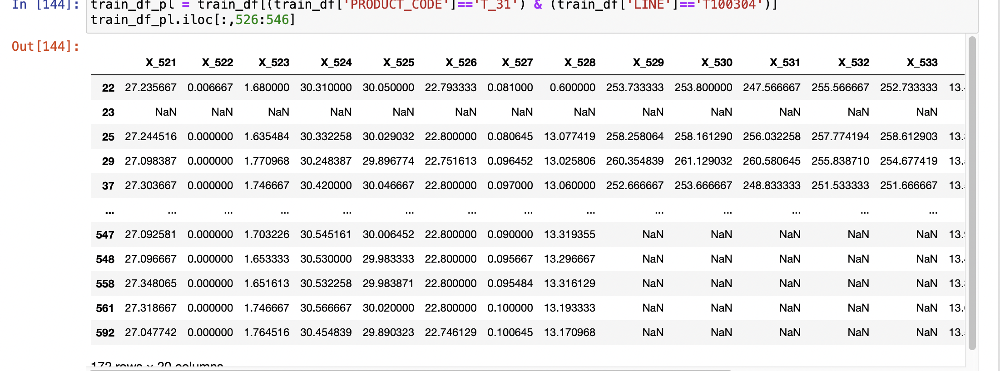 In [144]: train_df_pl = train_df[(train_df['PRODUCT_CODE']=='T_31') & (train_df['LINE']=='T100304')]
train_df_pl.iloc[:,526:546]
Out[144]:
X_521 X_522 X_523 X_524 X_525 X_526 X_527 X_528 X_529 X_530 X_531 X_532 X_533
22 27.235667 0.006667 1.680000 30.310000 30.050000 22.793333 0.081000 0.600000 253.733333 253.800000 247.566667 255.566667 252.733333 13.
23 NaN NaN NaN NaN NaN NaN NaN NaN NaN NaN NaN NaN NaN
25 27.244516 0.000000 1.635484 30.332258 30.029032 22.800000 0.080645 13.077419 258.258064 258.161290 256.032258 257.774194 258.612903 13.
29 27.098387 0.000000 1.770968 30.248387 29.896774 22.751613 0.096452 13.025806 260.354839 261.129032 260.580645 255.838710 254.677419 13.
37 27.303667 0.000000 1.746667 30.420000 30.046667 22.800000 0.097000 13.060000 252.666667 253.666667 248.833333 251.533333 251.666667 13.
... ... ... ... ... ... ... ... ... ... ... ... ... ...
547 27.092581 0.000000 1.703226 30.545161 30.006452 22.800000 0.090000 13.319355 NaN NaN NaN NaN NaN 13.
548 27.096667 0.000000 1.653333 30.530000 29.983333 22.800000 0.095667 13.296667 NaN NaN NaN NaN NaN 13.
558 27.348065 0.000000 1.651613 30.532258 29.983871 22.800000 0.095484 13.316129 NaN NaN NaN NaN NaN 13.
561 27.318667 0.000000 1.746667 30.566667 30.020000 22.800000 0.100000 13.193333 NaN NaN NaN NaN NaN 13.
592 27.047742 0.000000 1.764516 30.454839 29.890323 22.746129 0.100645 13.170968 NaN NaN NaN NaN NaN 13.
172 rows × 20 columns